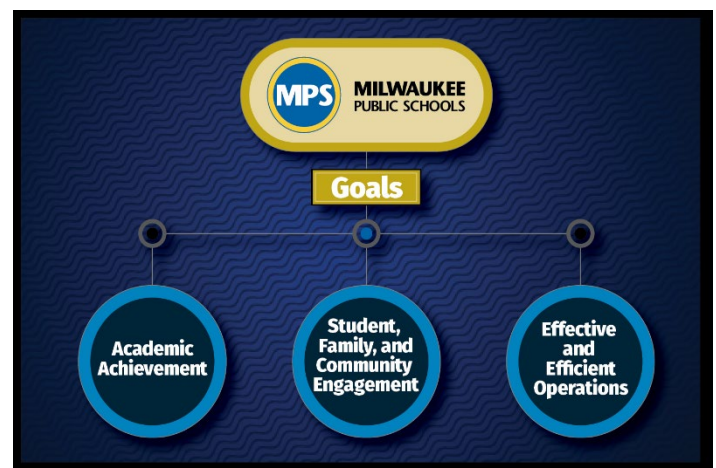 MPS
MILWAUKEE
PUBLIC SCHOOLS
Goals
Academic
Achievement
Student,
Family, and
Community
Engagement
Effective
and
Efficient
Operations